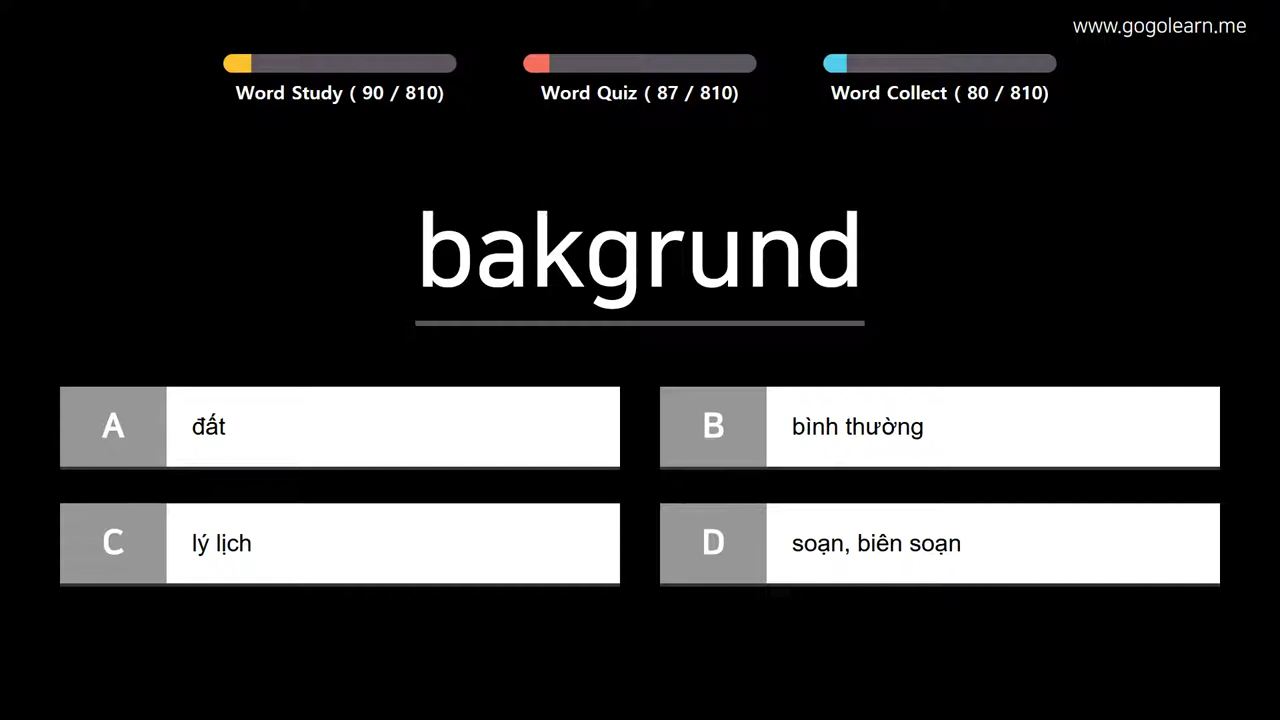 www.gogolearn.me
Word Study ( 90 / 810)
Word Quiz ( 87 / 810)
Word Collect ( 80 / 810)
bakgrund
A đất
B bình thường
C lý lịch
D soạn, biên soạn